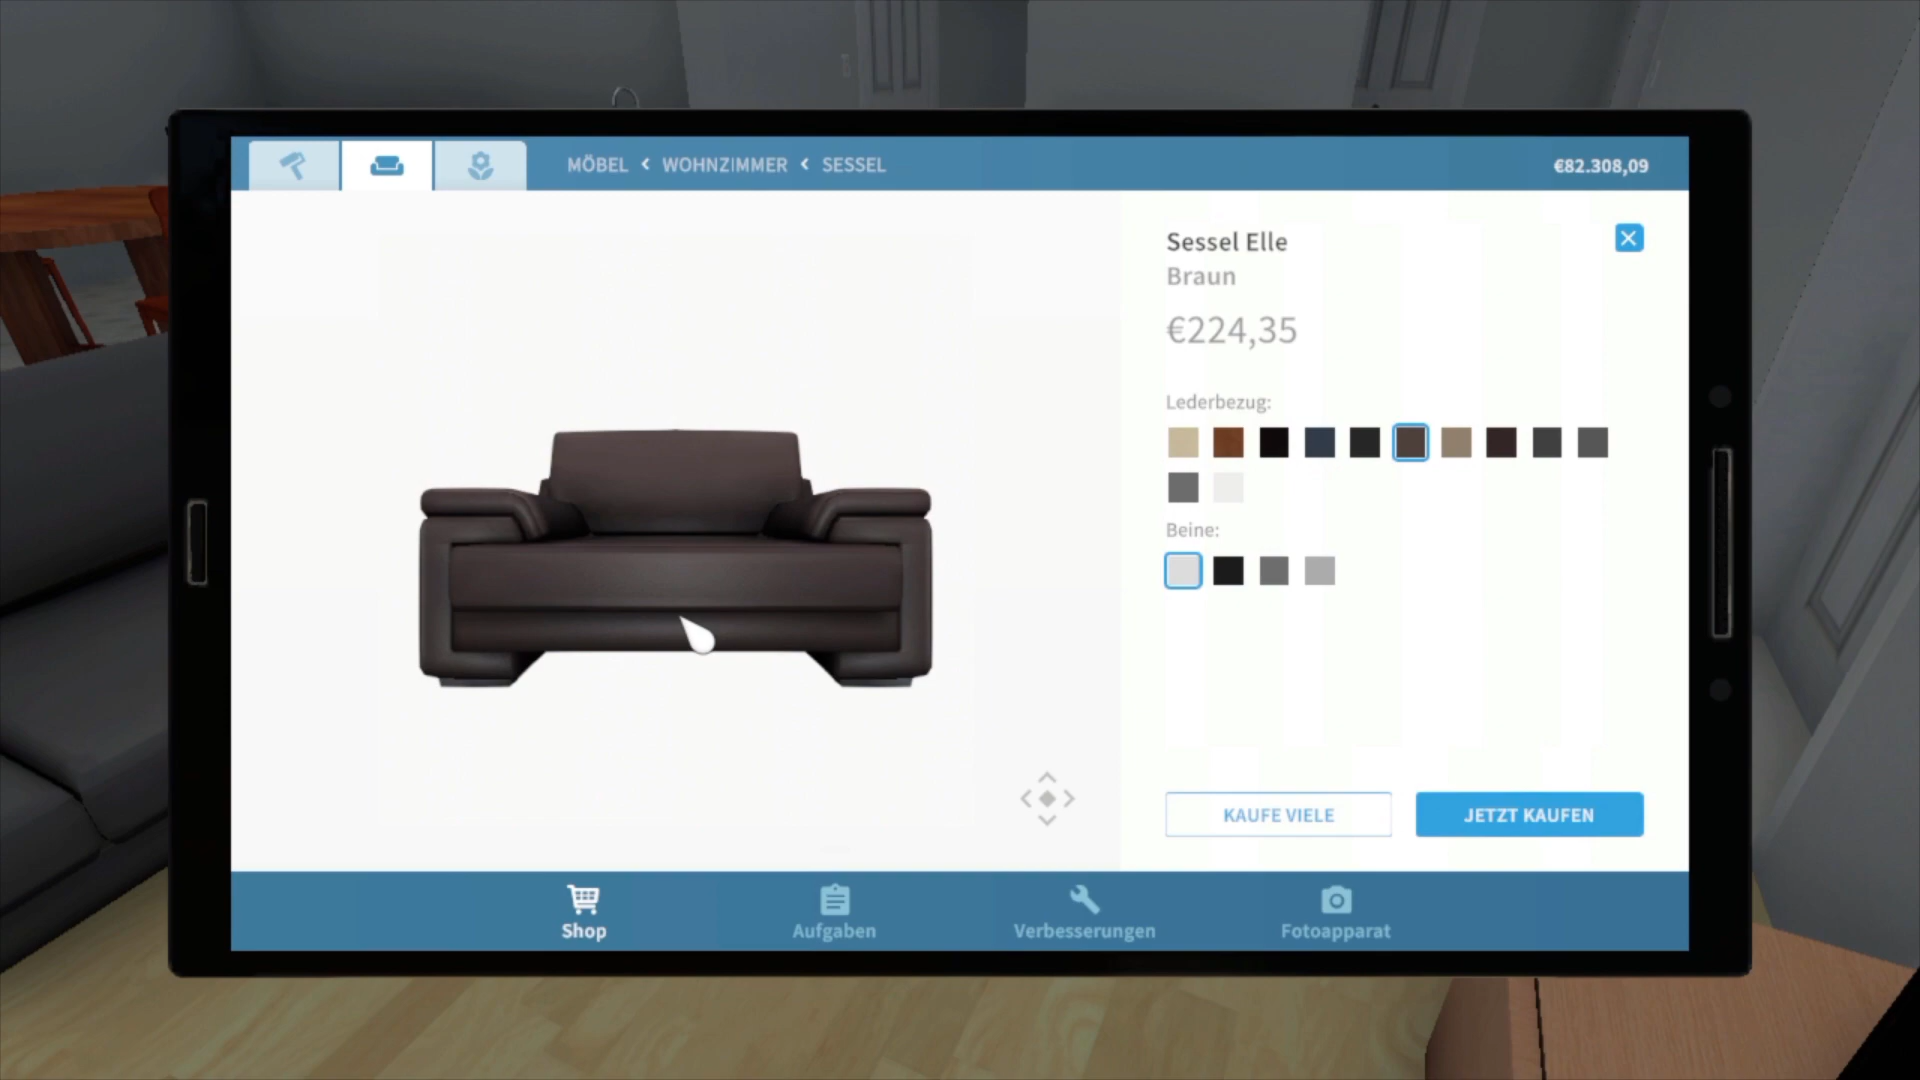 MÖBEL < WOHNZIMMER < SESSEL
€82.308,09
Sessel Elle
Braun
€224,35
Lederbezug:
Beine:
KAUFE VIELE
JETZT KAUFEN
Shop
Aufgaben
Verbesserungen
Fotoapparat